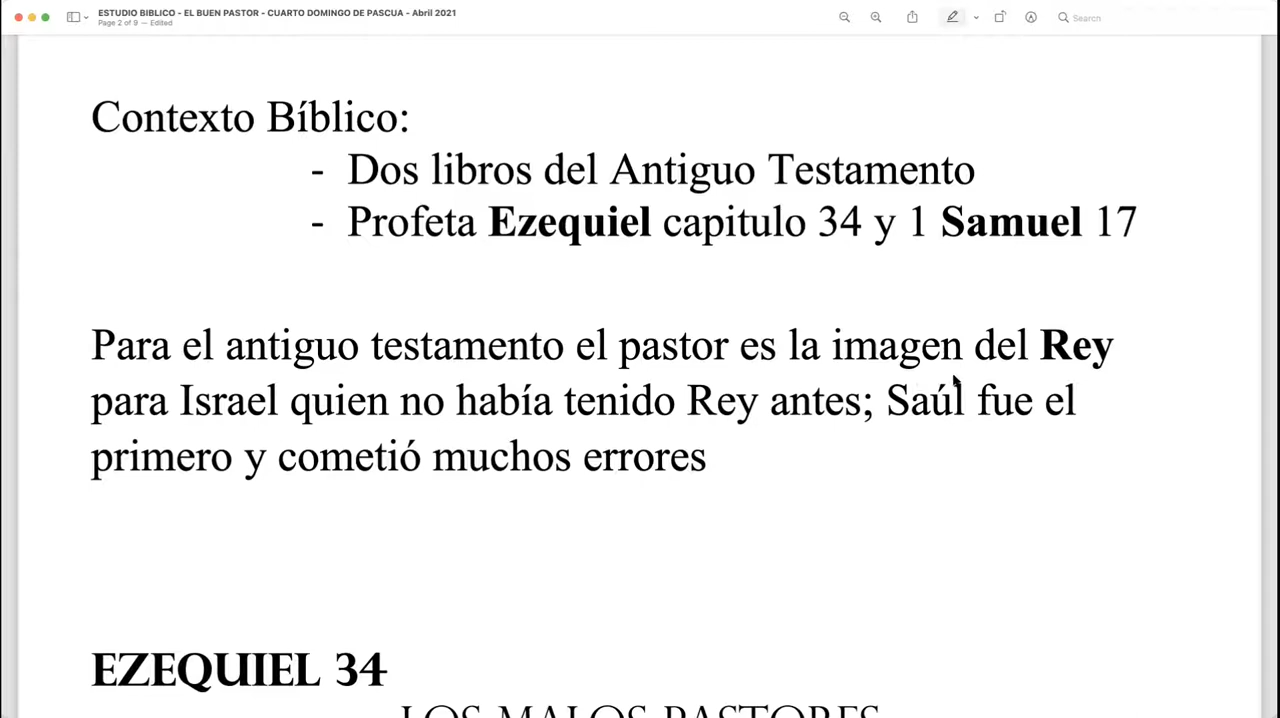 ESTUDIO BIBLICO - EL BUEN PASTOR - CUARTO DOMINGO DE PASCUA - Abril 2021
Page 2 of 9 — Edited
Search
Contexto Bíblico:
- Dos libros del Antiguo Testamento
- Profeta Ezequiel capitulo 34 y 1 Samuel 17
Para el antiguo testamento el pastor es la imagen del Rey
para Israel quien no había tenido Rey antes; Saúl fue el
primero y cometió muchos errores
EZEQUIEL 34
LOS MALOS PASTORES